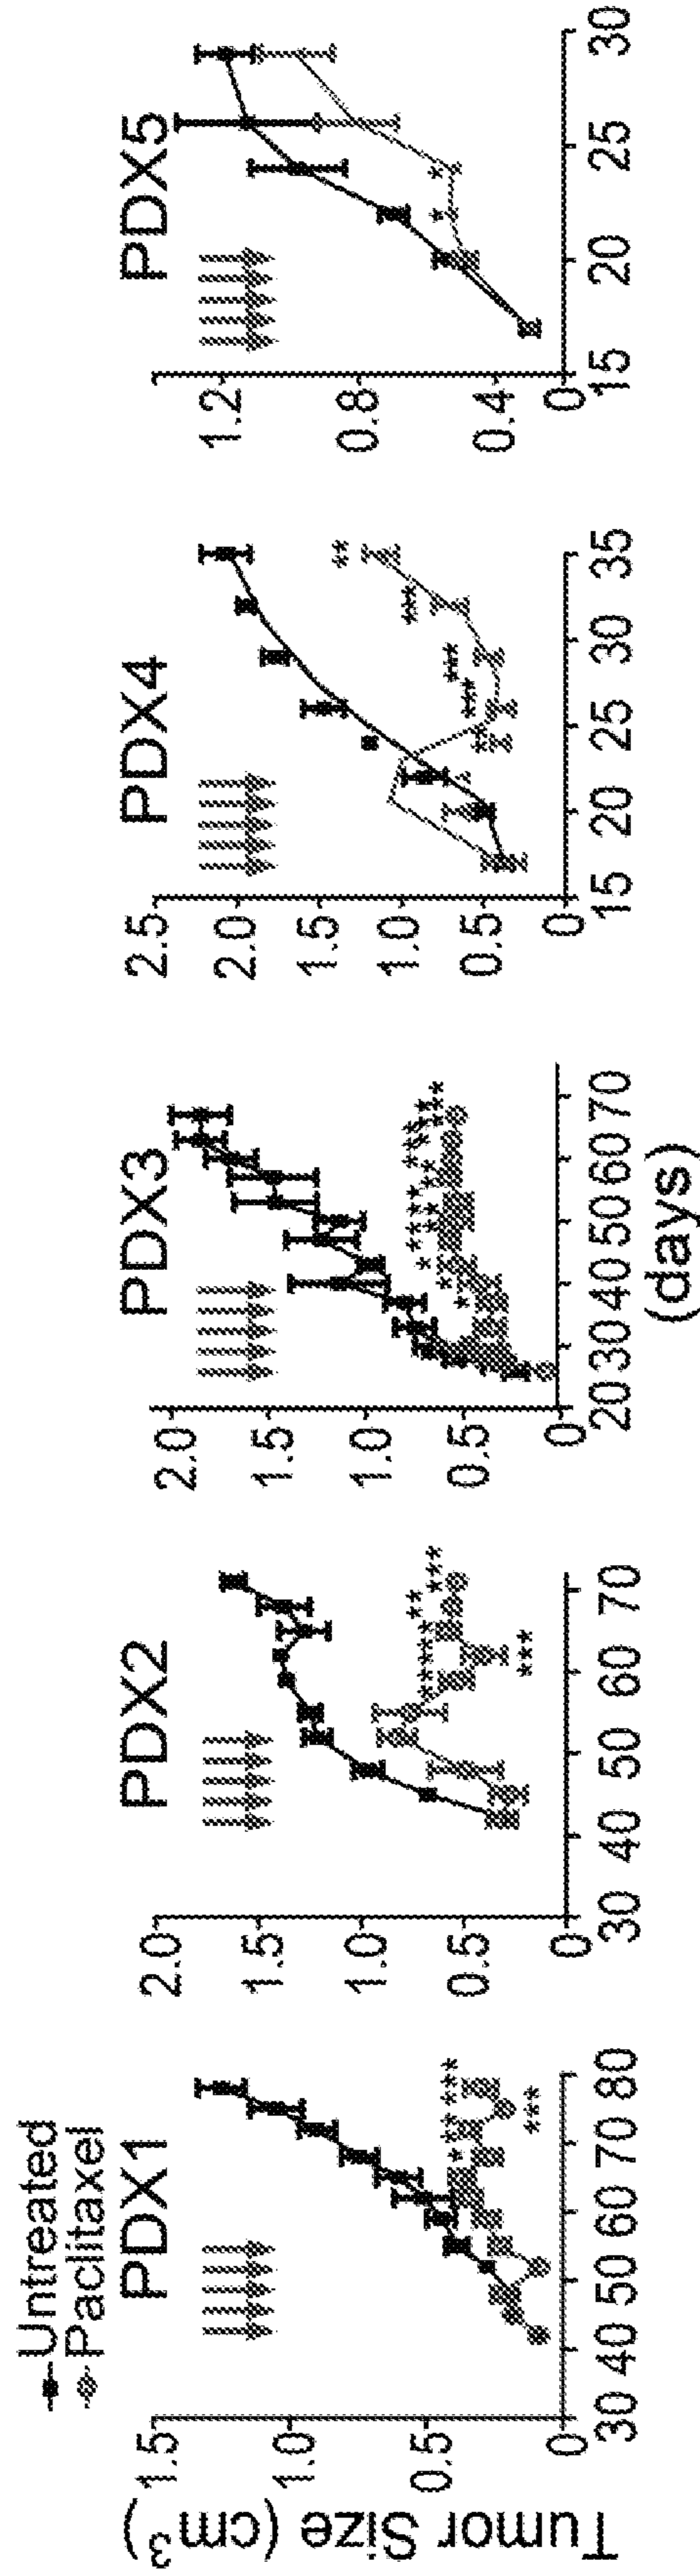 Untreated
Paclitaxel
PDX1
PDX2
PDX3
PDX4
PDX5
Tumor Size (cm3)
1.5
1.0
0.5
0
30 40 50 60 70 80
2.0
1.5
1.0
0.5
0
30 40 50 60 70
2.0
1.5
1.0
0.5
0
20 30 40 50 60 70
2.5
2.0
1.5
1.0
0.5
0
15 20 25 30 35
1.2
0.8
0.4
0
15 20 25 30
(days)